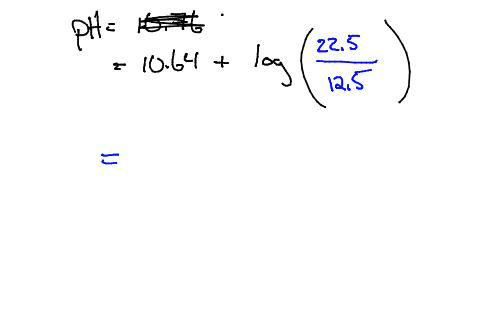 pH =
= 10.64 + log (22.5/12.5)
=